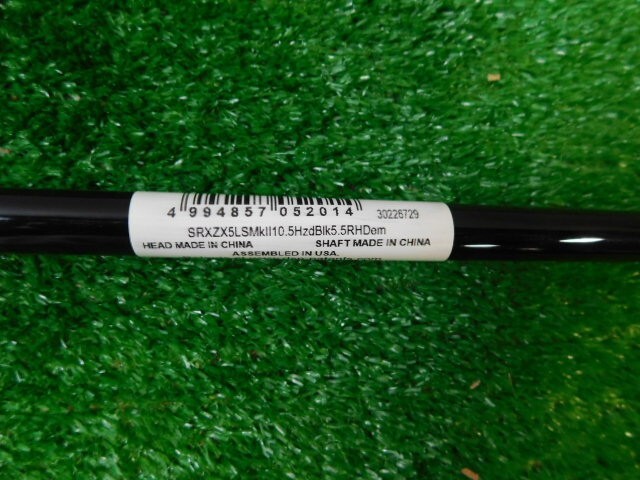 4 994857 052014 30226729
SRXZX5LSMkII10.5HzdBlk5.5RHDem
HEAD MADE IN CHINA SHAFT MADE IN CHINA
ASSEMBLED IN USA.